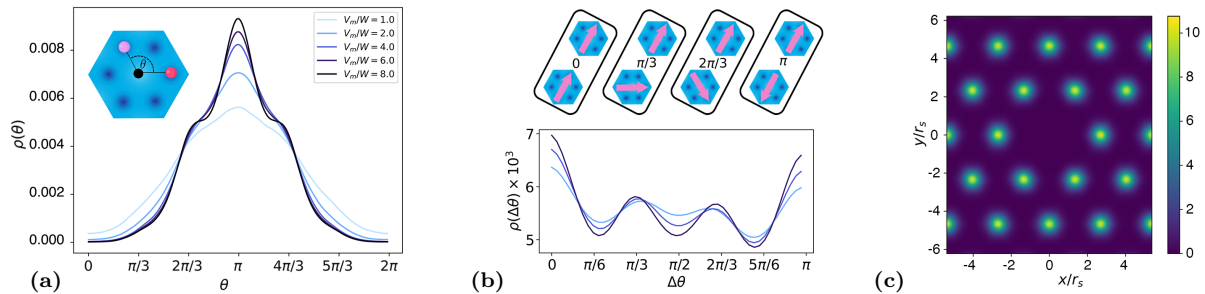 (a)
ρ(θ)
0.008
0.006
0.004
0.002
0.000
0 π/3 2π/3 π 4π/3 5π/3 2π
θ
θ
V_m/W = 1.0
V_m/W = 2.0
V_m/W = 4.0
V_m/W = 6.0
V_m/W = 8.0
(b)
0 π/3 2π/3 π
ρ(Δθ) × 10³
7
6
5
0 π/6 π/3 π/2 2π/3 5π/6 π
Δθ
(c)
y/r_s
6
4
2
0
-2
-4
-6
-4 -2 0 2 4
x/r_s
10
8
6
4
2
0